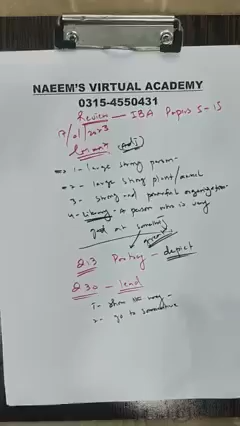 NAEEM'S VIRTUAL ACADEMY
0315-4550431
Review — IBA Papers 5-15
17/01/2023
(Adj)
=> 1- large strong person-
=> 2- large strong plant/
3- strong and powerful organization-
4- Literary- A person who is very
good at something
Q13 Portray — depict
Q30 — lead
1- show the way-
2- go to somewhere